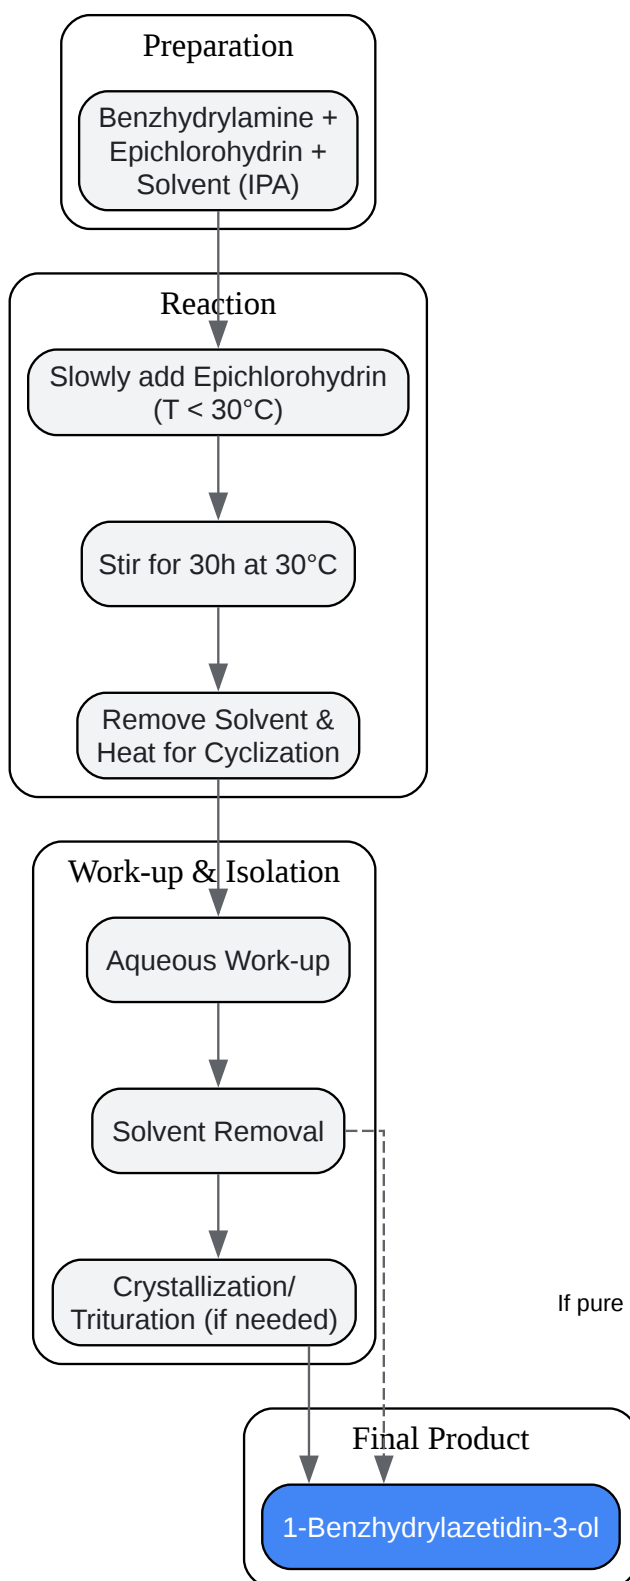 Preparation
Benzhydrylamine +
Epichlorohydrin +
Solvent (IPA)
Reaction
Slowly add Epichlorohydrin
(T < 30°C)
Stir for 30h at 30°C
Remove Solvent &
Heat for Cyclization
Work-up & Isolation
Aqueous Work-up
Solvent Removal
Crystallization/
Trituration (if needed)
If pure
Final Product
1-Benzhydrylazetidin-3-ol